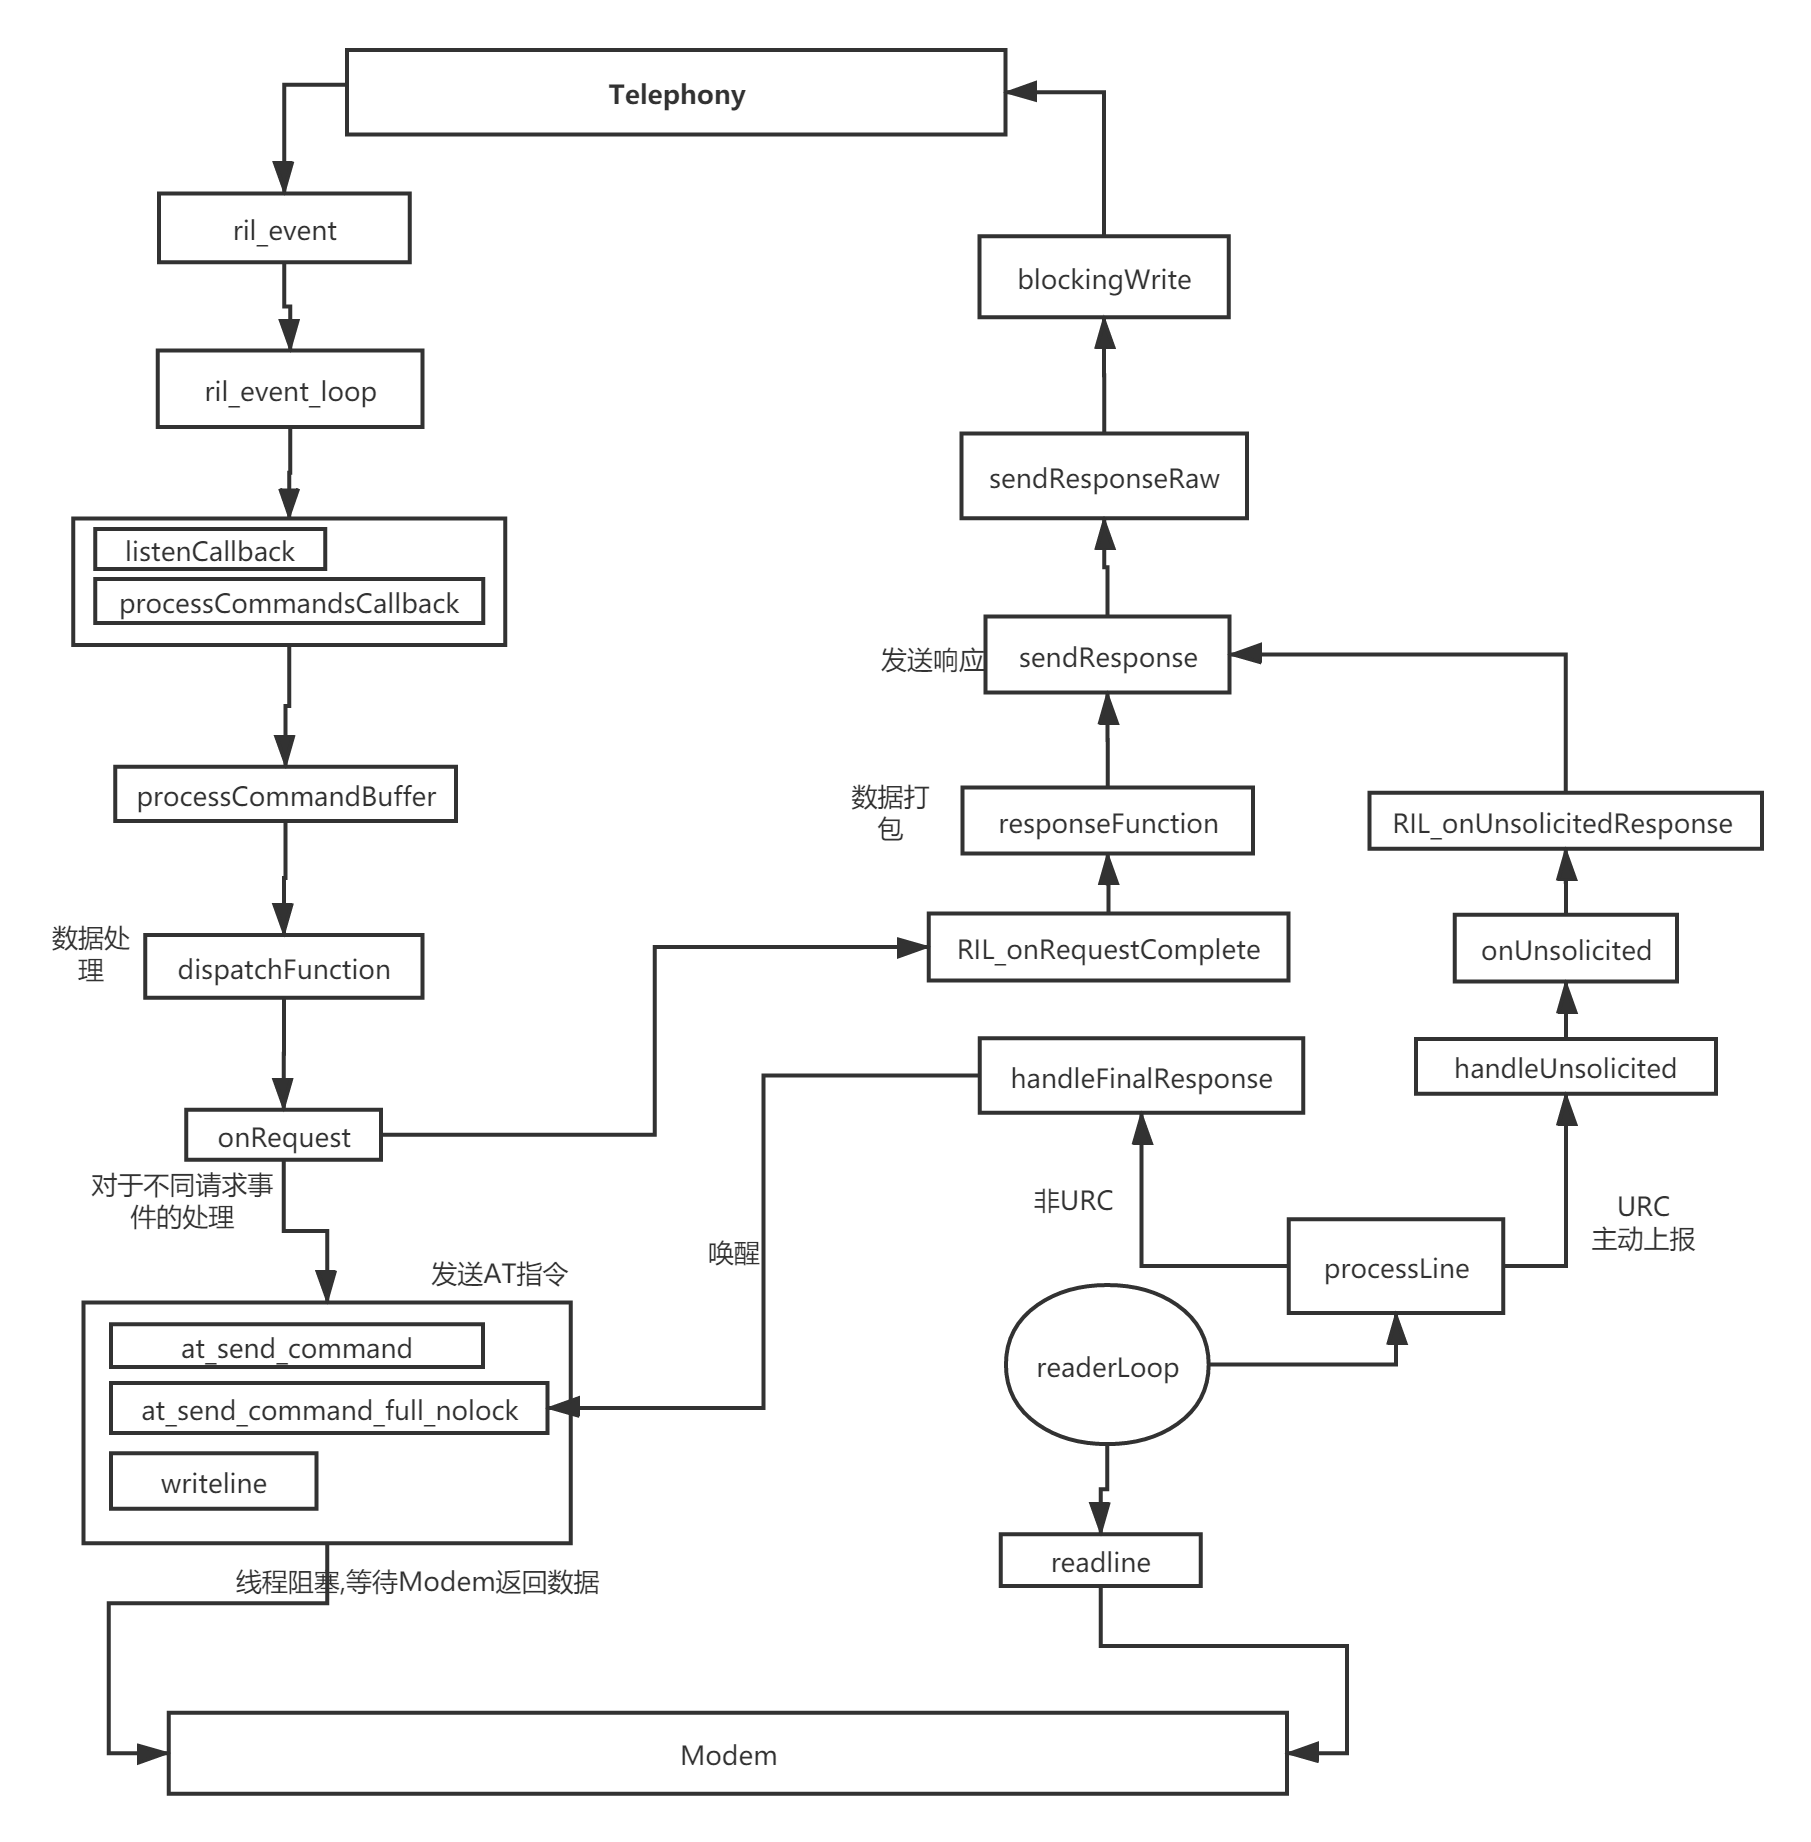 Telephony
ril_event
blockingWrite
ril_event_loop
sendResponseRaw
listenCallback
processCommandsCallback
发送响应
sendResponse
processCommandBuffer
数据打
包
responseFunction
RIL_onUnsolicitedResponse
数据处
理
dispatchFunction
RIL_onRequestComplete
onUnsolicited
handleFinalResponse
handleUnsolicited
onRequest
对于不同请求事
件的处理
非URC
URC
主动上报
唤醒
processLine
发送AT指令
at_send_command
readerLoop
at_send_command_full_nolock
writeline
readline
线程阻塞,等待Modem返回数据
Modem